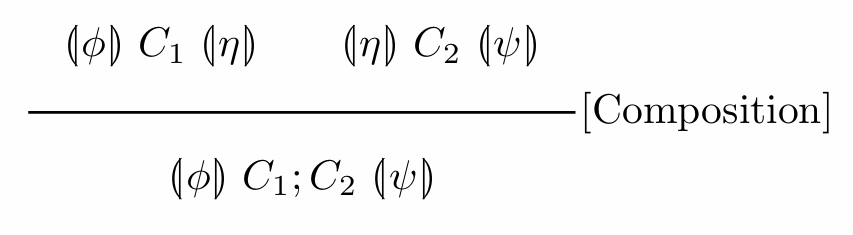 ⦇ϕ⦈ C₁ ⦇η⦈ ⦇η⦈ C₂ ⦇ψ⦈
[Composition]
⦇ϕ⦈ C₁; C₂ ⦇ψ⦈